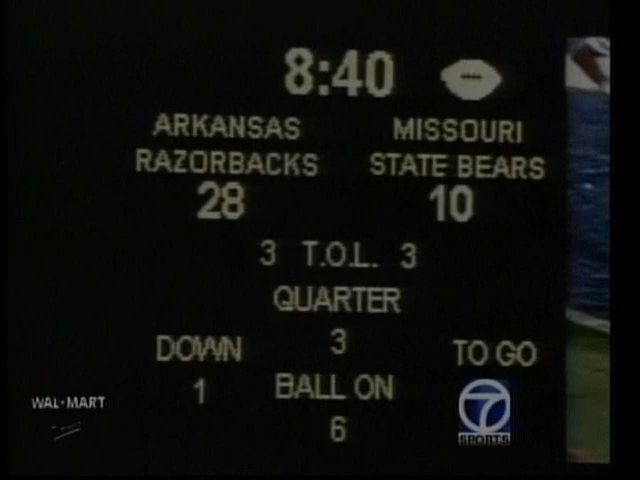 8:40
ARKANSAS MISSOURI
RAZORBACKS STATE BEARS
28 10
3 T.O.L. 3
QUARTER
3
DOWN TO GO
1
BALL ON
6
WAL·MART
7
SPORTS